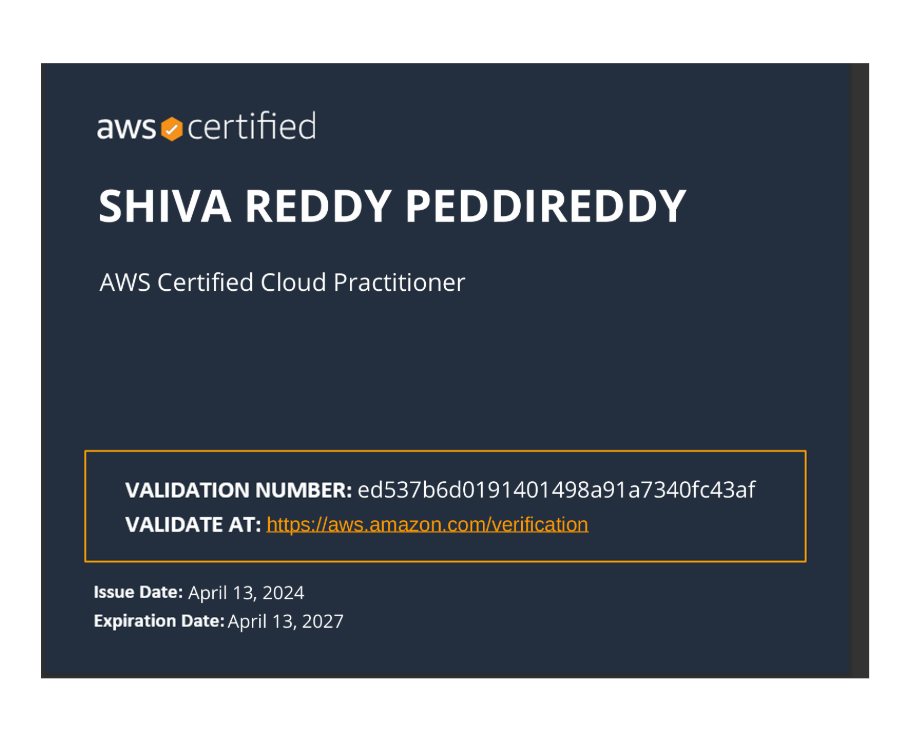 aws certified
SHIVA REDDY PEDDIREDDY
AWS Certified Cloud Practitioner
VALIDATION NUMBER: ed537b6d0191401498a91a7340fc43af
VALIDATE AT: https://aws.amazon.com/verification
Issue Date: April 13, 2024
Expiration Date: April 13, 2027